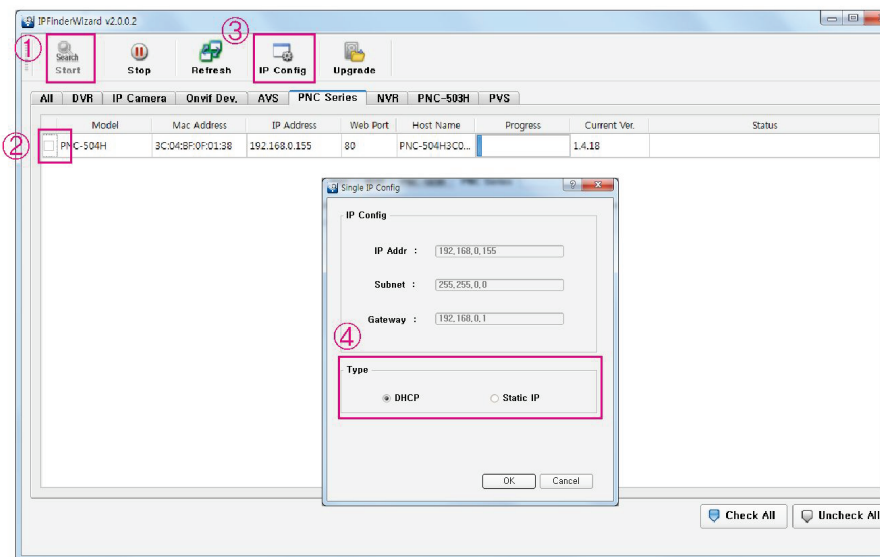 IPFinderWizard v2.0.0.2
① ③
Search
Start Stop Refresh IP Config Upgrade
All DVR IP Camera Onvif Dev. AVS PNC Series NVR PNC-503H PVS
Model Mac Address IP Address Web Port Host Name Progress Current Ver. Status
② PNC-504H 3C:04:BF:0F:01:38 192.168.0.155 80 PNC-504H3C0... 1.4.18
Single IP Config
IP Config
IP Addr : 192,168,0,155
Subnet : 255,255,0,0
Gateway : 192,168,0,1
④
Type
DHCP Static IP
OK Cancel
Check All Uncheck All